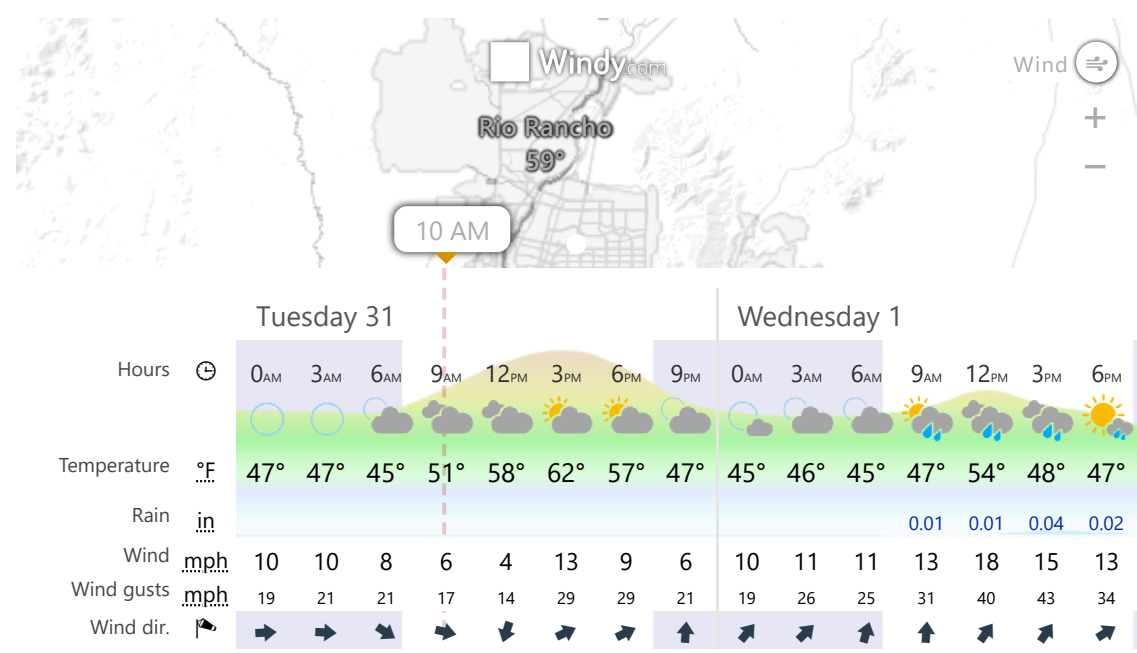 Windy.com
Wind
+
−
Rio Rancho
59°
10 AM
Tuesday 31 Wednesday 1
Hours 0AM 3AM 6AM 9AM 12PM 3PM 6PM 9PM 0AM 3AM 6AM 9AM 12PM 3PM 6PM
Temperature °F 47° 47° 45° 51° 58° 62° 57° 47° 45° 46° 45° 47° 54° 48° 47°
Rain in 0.01 0.01 0.04 0.02
Wind mph 10 10 8 6 4 13 9 6 10 11 11 13 18 15 13
Wind gusts mph 19 21 21 17 14 29 29 21 19 26 25 31 40 43 34
Wind dir.